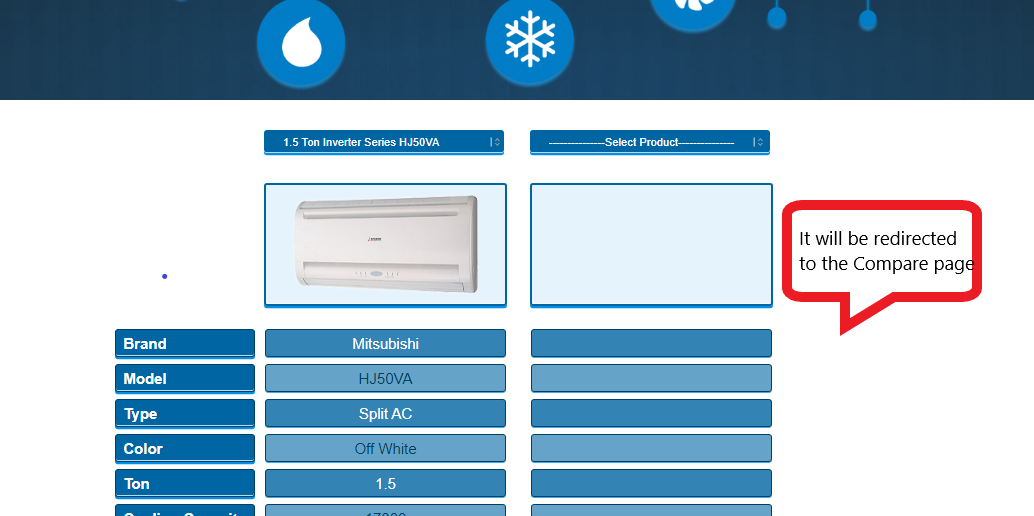 1.5 Ton Inverter Series HJ50VA
----------------Select Product----------------
It will be redirected
to the Compare page
Brand Mitsubishi
Model HJ50VA
Type Split AC
Color Off White
Ton 1.5